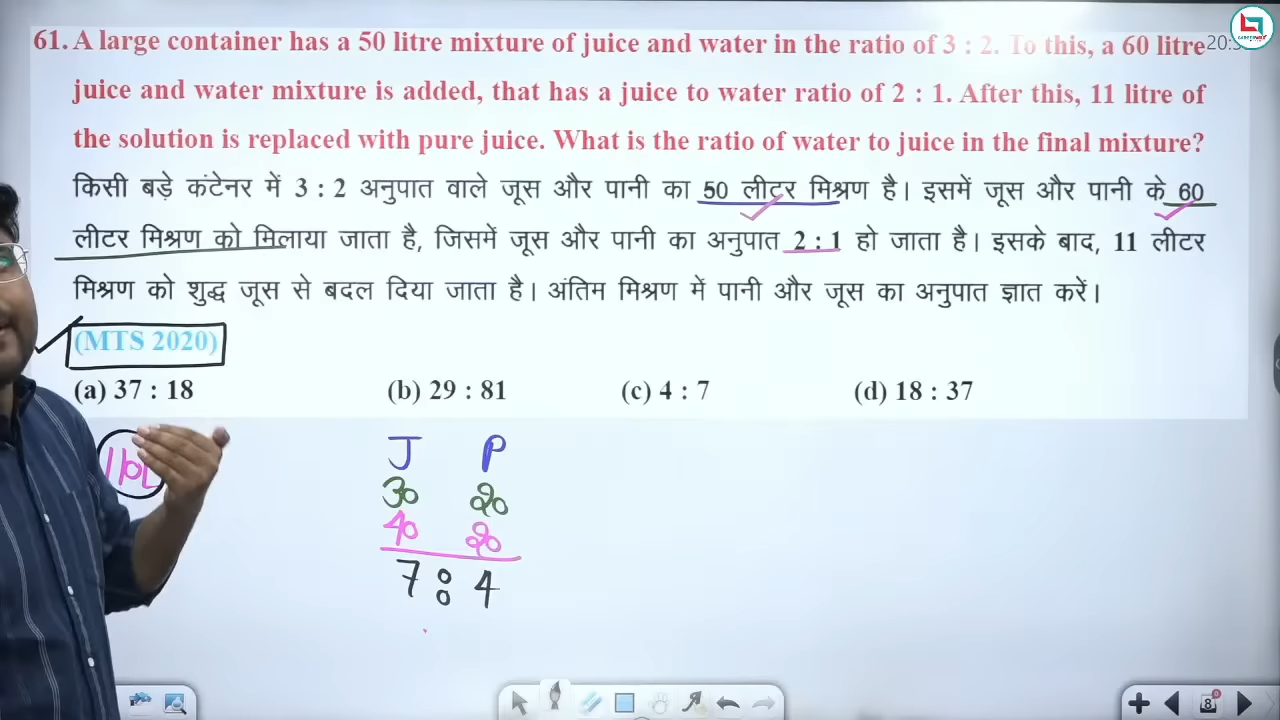 61. A large container has a 50 litre mixture of juice and water in the ratio of 3 : 2. To this, a 60 litre
juice and water mixture is added, that has a juice to water ratio of 2 : 1. After this, 11 litre of
the solution is replaced with pure juice. What is the ratio of water to juice in the final mixture?
किसी बड़े कंटेनर में 3 : 2 अनुपात वाले जूस और पानी का 50 लीटर मिश्रण है। इसमें जूस और पानी के 60
लीटर मिश्रण को मिलाया जाता है, जिसमें जूस और पानी का अनुपात 2 : 1 हो जाता है। इसके बाद, 11 लीटर
मिश्रण को शुद्ध जूस से बदल दिया जाता है। अंतिम मिश्रण में पानी और जूस का अनुपात ज्ञात करें।
(MTS 2020)
(a) 37 : 18 (b) 29 : 81 (c) 4 : 7 (d) 18 : 37
J P
30 20
40 20
7 : 4
8